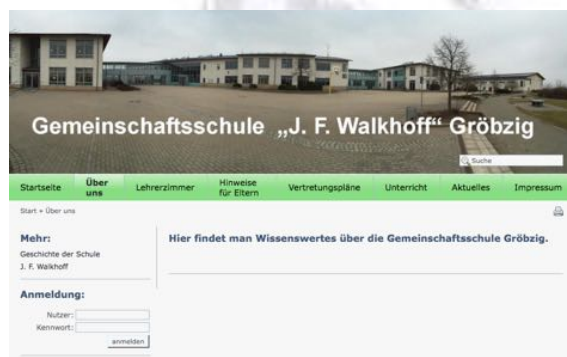 Gemeinschaftsschule „J. F. Walkhoff“ Gröbzig
Suche
Startseite
Über uns
Lehrerzimmer
Hinweise für Eltern
Vertretungspläne
Unterricht
Aktuelles
Impressum
Start » Über uns
Mehr:
Geschichte der Schule
J. F. Walkhoff
Hier findet man Wissenswertes über die Gemeinschaftsschule Gröbzig.
Anmeldung:
Nutzer:
Kennwort:
anmelden